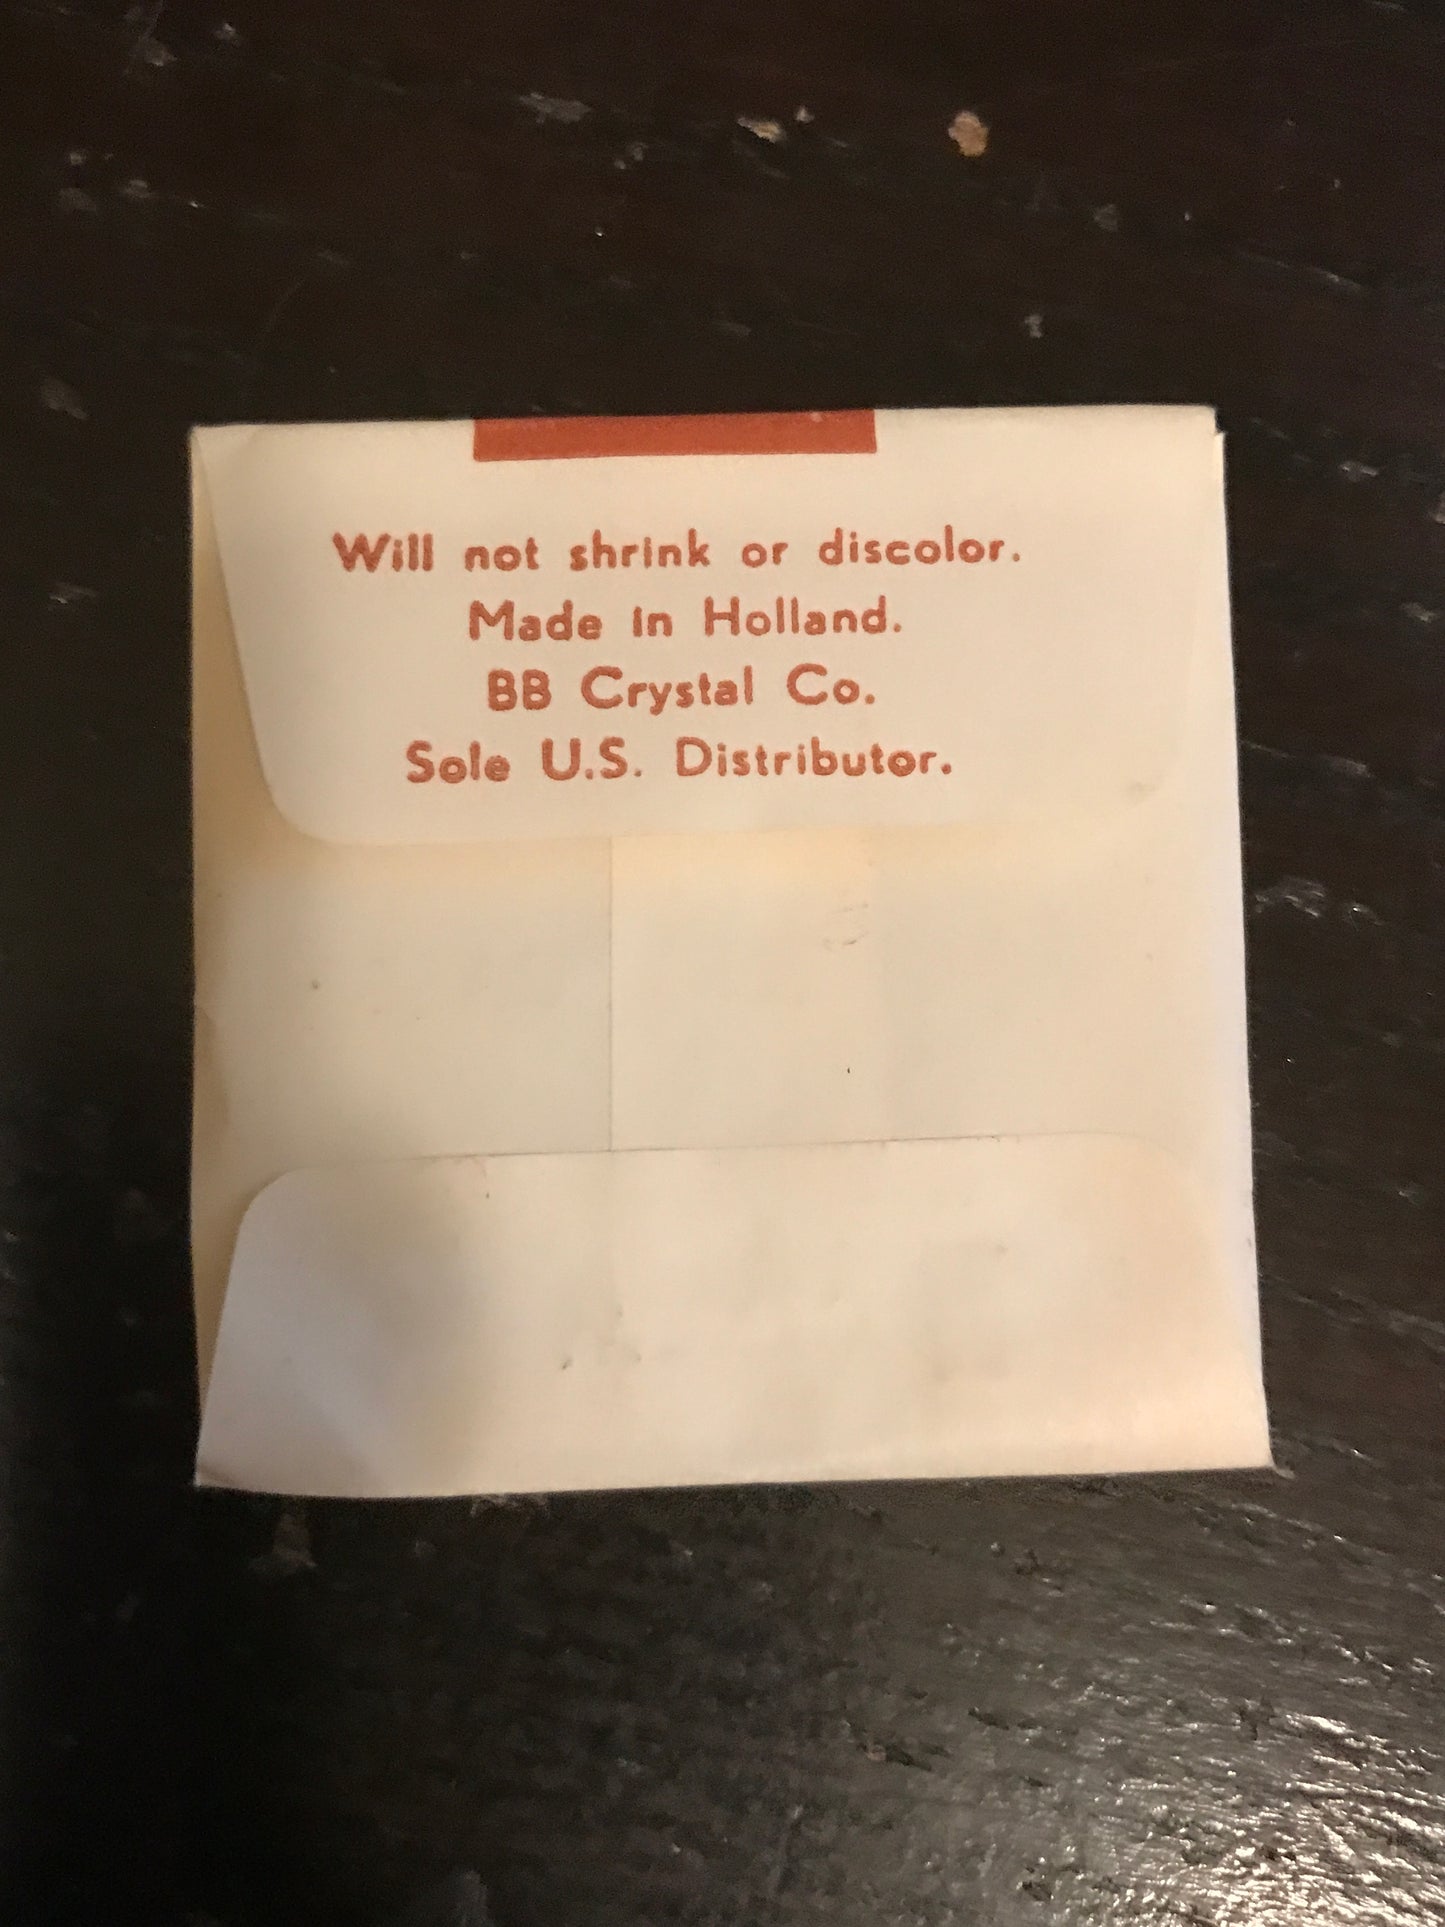 Will not shrink or discolor.
Made in Holland.
BB Crystal Co.
Sole U.S. Distributor.